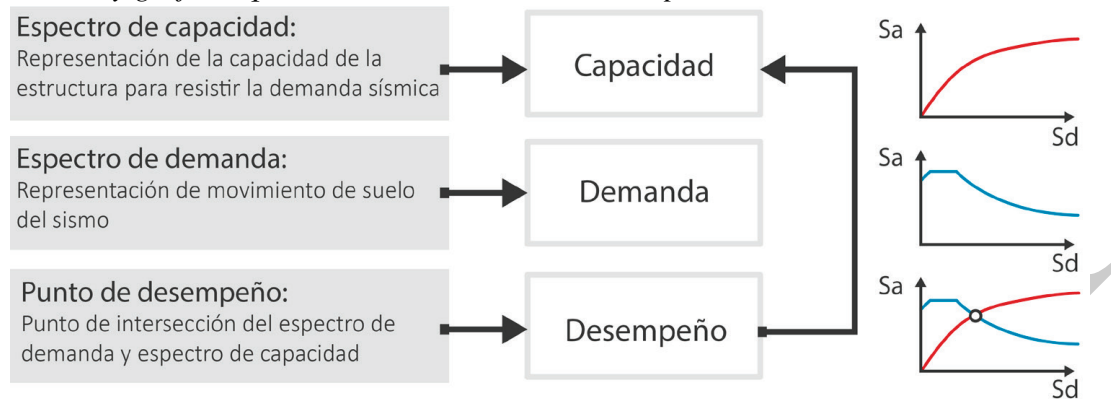 Espectro de capacidad:
Representación de la capacidad de la
estructura para resistir la demanda sísmica
Capacidad
Sa
Sd
Espectro de demanda:
Representación de movimiento de suelo
del sismo
Demanda
Sa
Sd
Punto de desempeño:
Punto de intersección del espectro de
demanda y espectro de capacidad
Desempeño
Sa
Sd